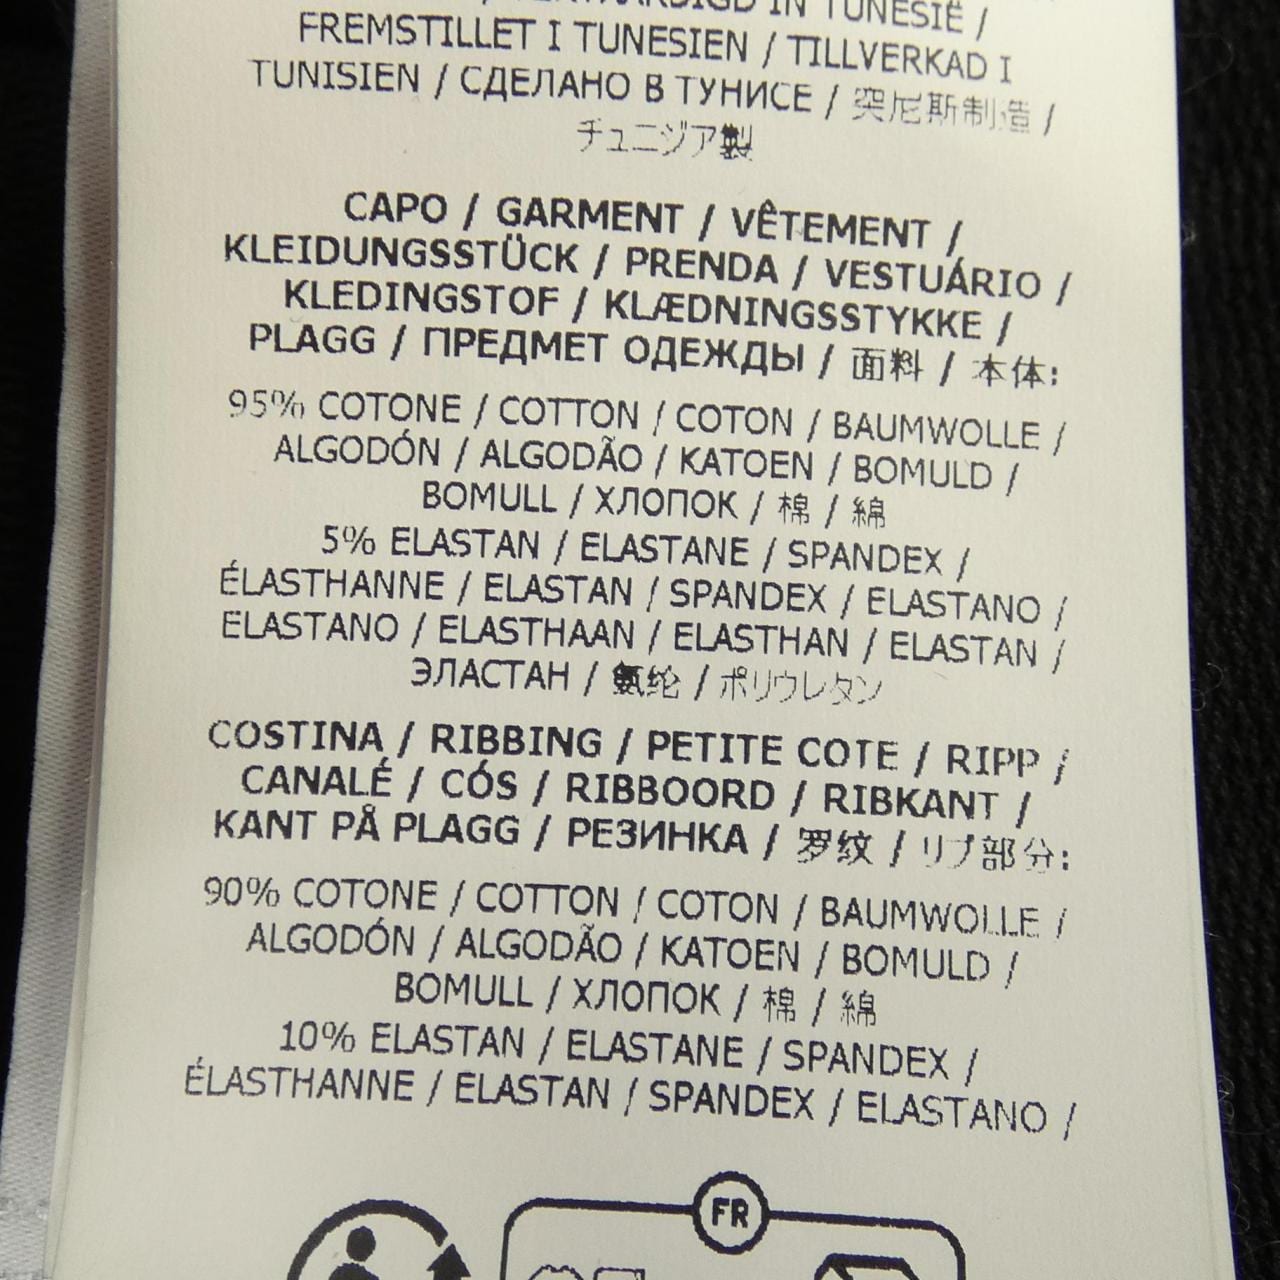 IN TUNESIË /
FREMSTILLET I TUNESIEN / TILLVERKAD I
TUNISIEN / СДЕЛАНО В ТУНИСЕ / 突尼斯制造 /
チュニジア製
CAPO / GARMENT / VÊTEMENT /
KLEIDUNGSSTÜCK / PRENDA / VESTUÁRIO /
KLEDINGSTOF / KLÆDNINGSSTYKKE /
PLAGG / ПРЕДМЕТ ОДЕЖДЫ / 面料 / 本体:
95% COTONE / COTTON / COTON / BAUMWOLLE /
ALGODÓN / ALGODÃO / KATOEN / BOMULD /
BOMULL / ХЛОПОК / 棉 / 綿
5% ELASTAN / ELASTANE / SPANDEX /
ÉLASTHANNE / ELASTAN / SPANDEX / ELASTANO /
ELASTANO / ELASTHAAN / ELASTHAN / ELASTAN /
ЭЛАСТАН / 氨纶 / ポリウレタン
COSTINA / RIBBING / PETITE COTE / RIPP /
CANALÉ / CÓS / RIBBOORD / RIBKANT /
KANT PÅ PLAGG / РЕЗИНКА / 罗纹 / リブ部分:
90% COTONE / COTTON / COTON / BAUMWOLLE /
ALGODÓN / ALGODÃO / KATOEN / BOMULD /
BOMULL / ХЛОПОК / 棉 / 綿
10% ELASTAN / ELASTANE / SPANDEX /
ÉLASTHANNE / ELASTAN / SPANDEX / ELASTANO /
FR